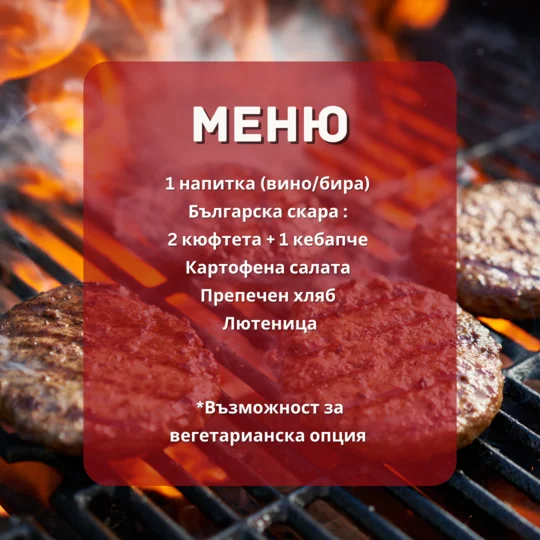 МЕНЮ
1 напитка (вино/бира)
Българска скара :
2 кюфтета + 1 кебапче
Картофена салата
Препечен хляб
Лютеница
*Възможност за
вегетарианска опция